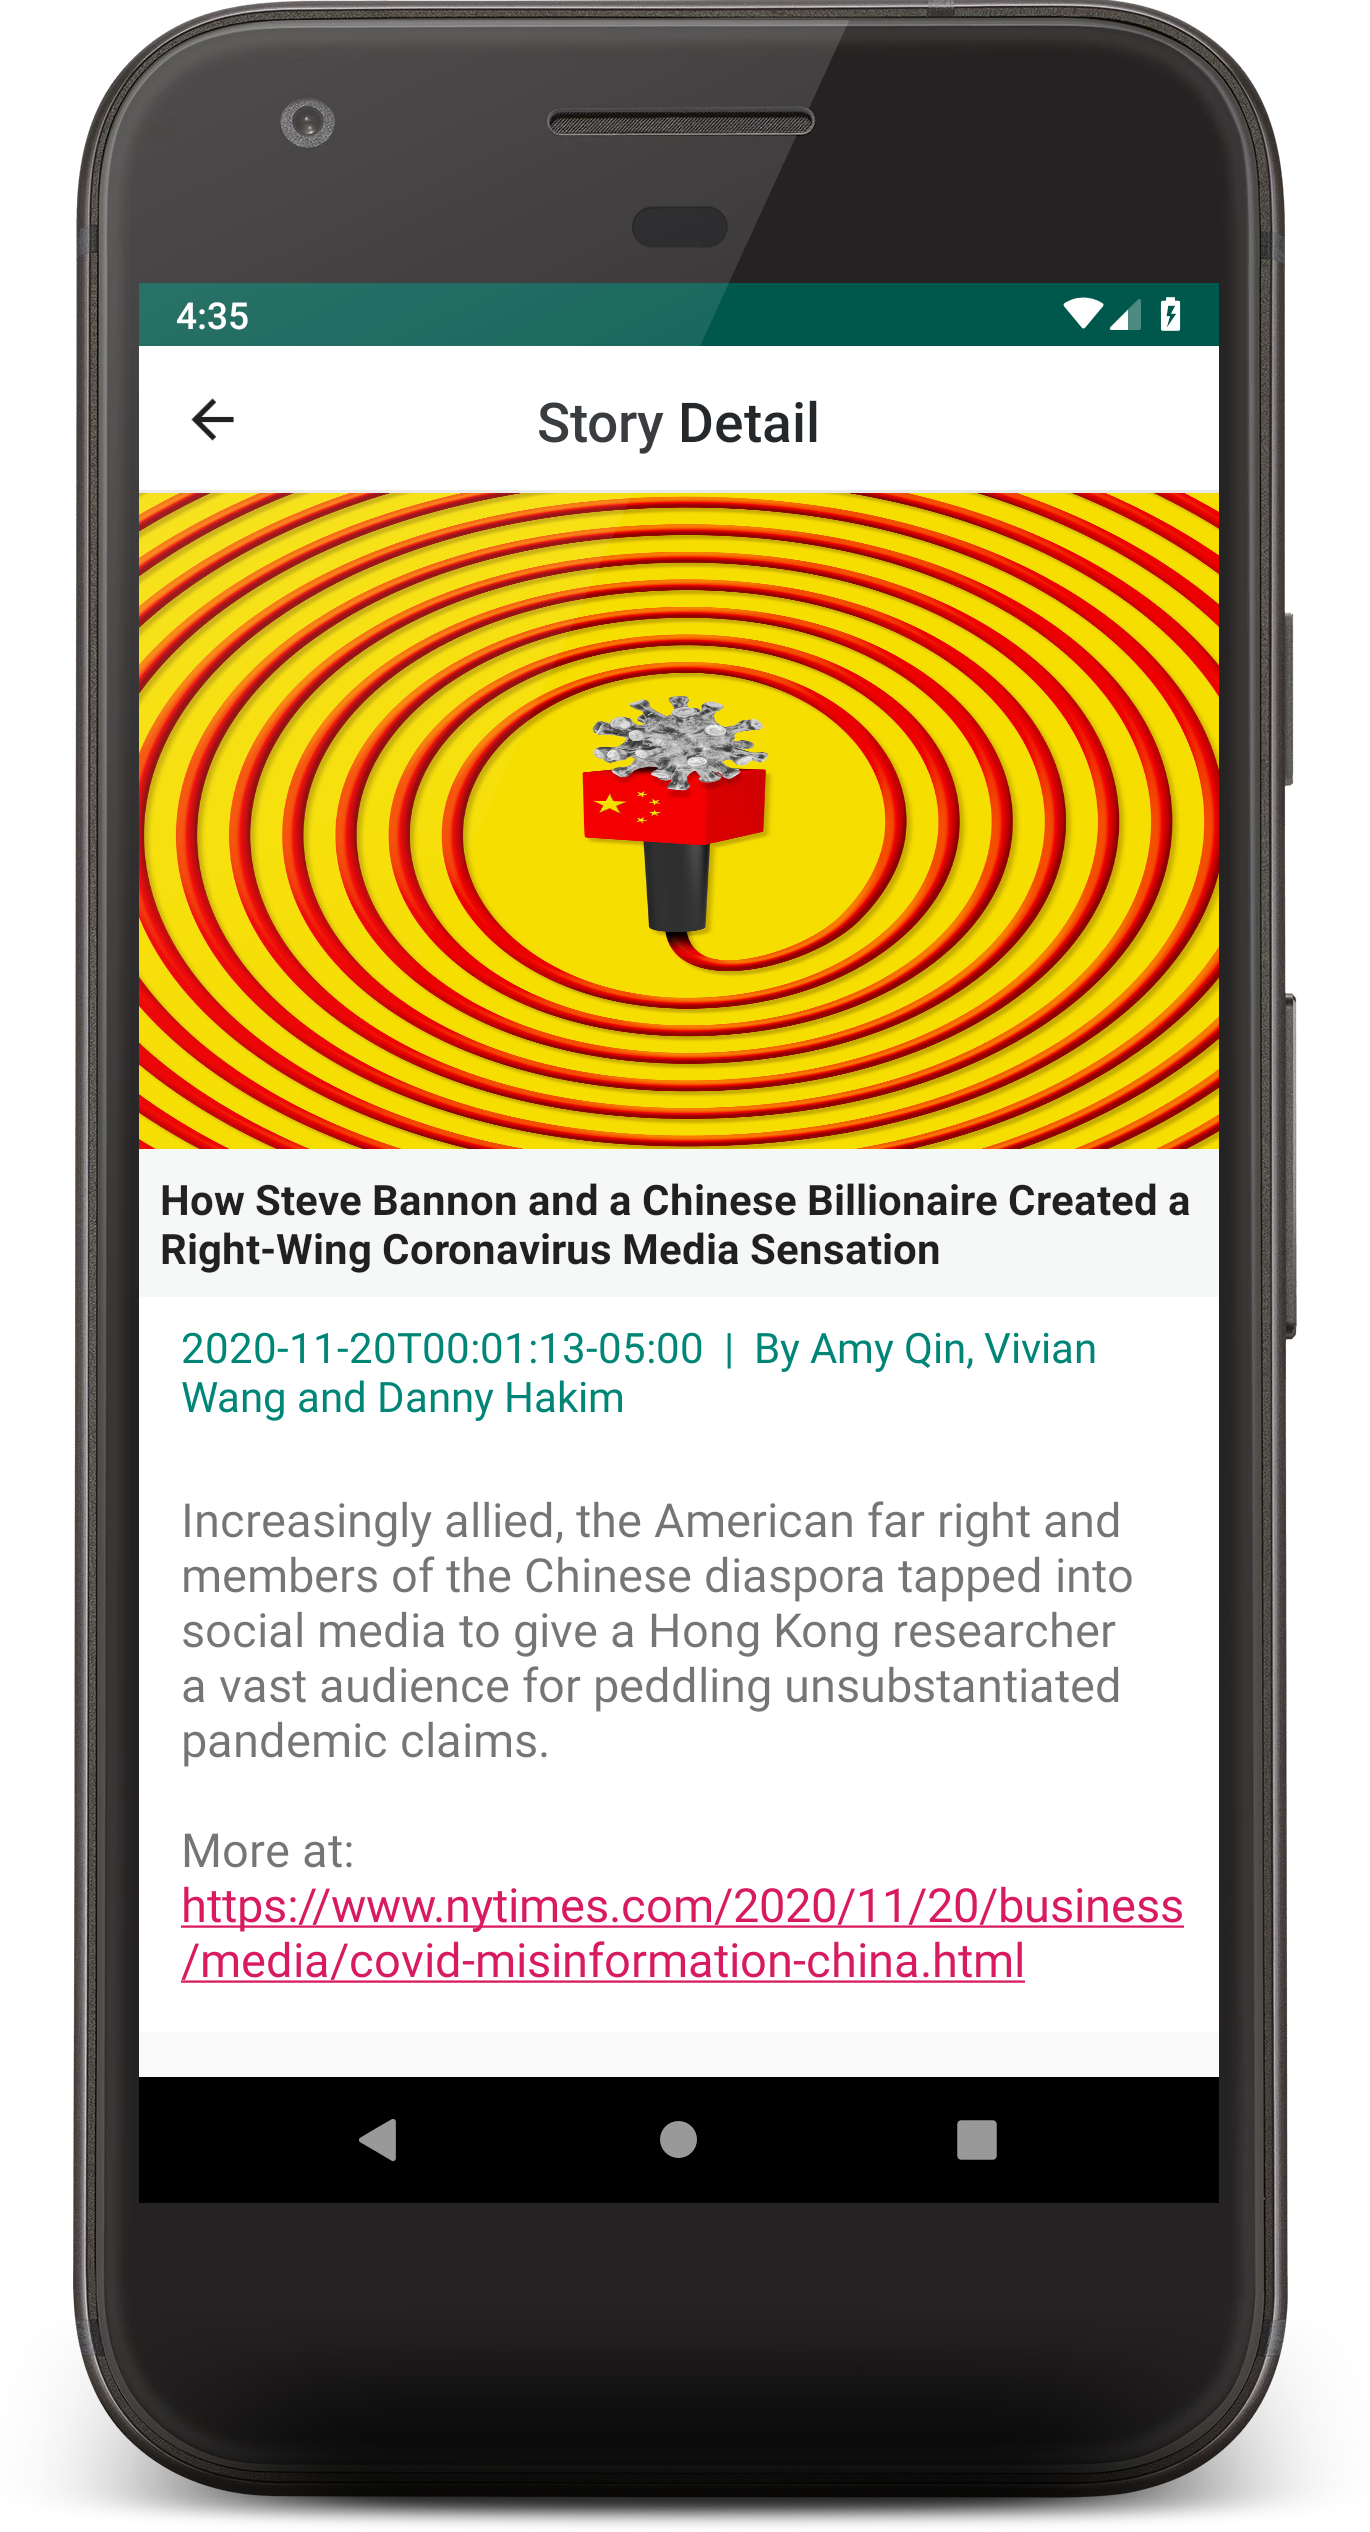 4:35
Story Detail
How Steve Bannon and a Chinese Billionaire Created a
Right-Wing Coronavirus Media Sensation
2020-11-20T00:01:13-05:00 | By Amy Qin, Vivian
Wang and Danny Hakim
Increasingly allied, the American far right and
members of the Chinese diaspora tapped into
social media to give a Hong Kong researcher
a vast audience for peddling unsubstantiated
pandemic claims.
More at:
https://www.nytimes.com/2020/11/20/business
/media/covid-misinformation-china.html